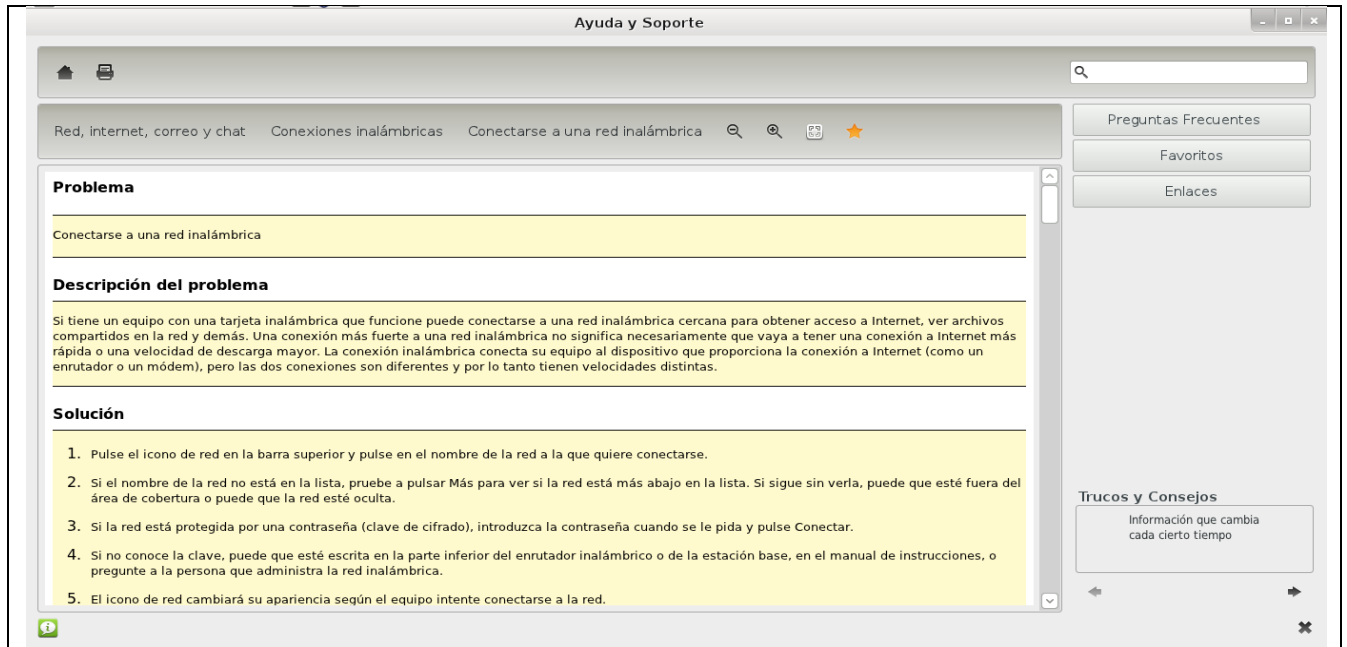 Ayuda y Soporte
Red, internet, correo y chat Conexiones inalámbricas Conectarse a una red inalámbrica
Problema
Conectarse a una red inalámbrica
Descripción del problema
Si tiene un equipo con una tarjeta inalámbrica que funcione puede conectarse a una red inalámbrica cercana para obtener acceso a Internet, ver archivos
compartidos en la red y demás. Una conexión más fuerte a una red inalámbrica no significa necesariamente que vaya a tener una conexión a Internet más
rápida o una velocidad de descarga mayor. La conexión inalámbrica conecta su equipo al dispositivo que proporciona la conexión a Internet (como un
enrutador o un módem), pero las dos conexiones son diferentes y por lo tanto tienen velocidades distintas.
Solución
1. Pulse el icono de red en la barra superior y pulse en el nombre de la red a la que quiere conectarse.
2. Si el nombre de la red no está en la lista, pruebe a pulsar Más para ver si la red está más abajo en la lista. Si sigue sin verla, puede que esté fuera del
área de cobertura o puede que la red esté oculta.
3. Si la red está protegida por una contraseña (clave de cifrado), introduzca la contraseña cuando se le pida y pulse Conectar.
4. Si no conoce la clave, puede que esté escrita en la parte inferior del enrutador inalámbrico o de la estación base, en el manual de instrucciones, o
pregunte a la persona que administra la red inalámbrica.
5. El icono de red cambiará su apariencia según el equipo intente conectarse a la red.
Preguntas Frecuentes
Favoritos
Enlaces
Trucos y Consejos
Información que cambia
cada cierto tiempo